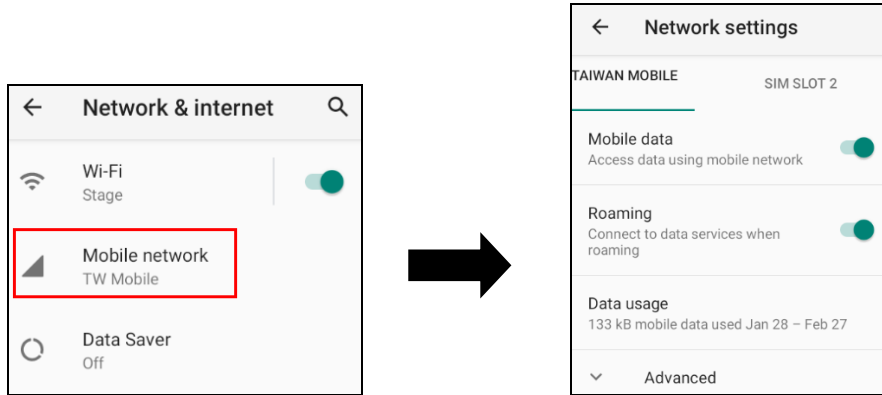 Network & internet
Wi-Fi
Stage
Mobile network
TW Mobile
Data Saver
Off
Network settings
TAIWAN MOBILE
SIM SLOT 2
Mobile data
Access data using mobile network
Roaming
Connect to data services when
roaming
Data usage
133 kB mobile data used Jan 28 – Feb 27
Advanced